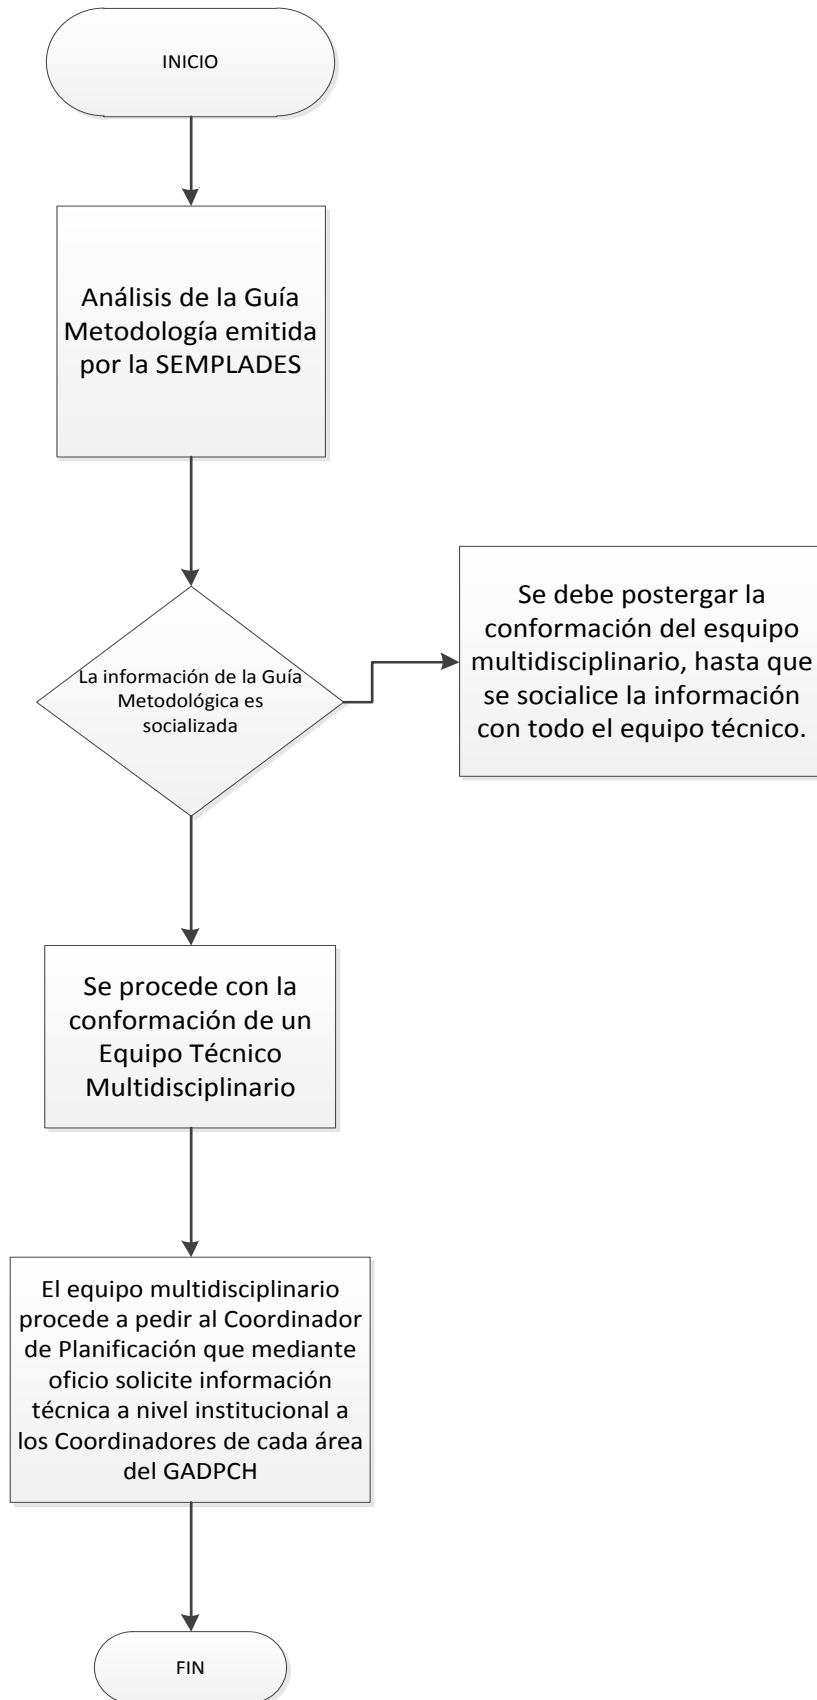 INICIO
Análisis de la Guía
Metodología emitida
por la SEMPLADES
La información de la Guía
Metodológica es
socializada
Se debe postergar la
conformación del esquipo
multidisciplinario, hasta que
se socialice la información
con todo el equipo técnico.
Se procede con la
conformación de un
Equipo Técnico
Multidisciplinario
El equipo multidisciplinario
procede a pedir al Coordinador
de Planificación que mediante
oficio solicite información
técnica a nivel institucional a
los Coordinadores de cada área
del GADPCH
FIN